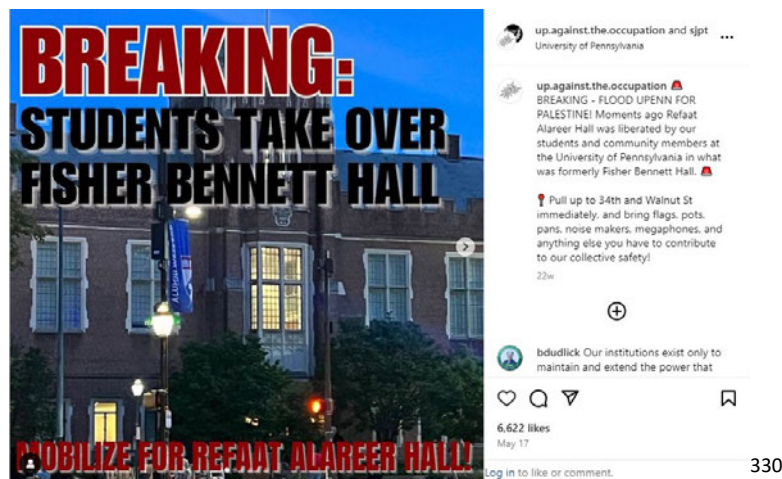 BREAKING:
STUDENTS TAKE OVER
FISHER BENNETT HALL
MOBILIZE FOR REFAAT ALAREER HALL!
up.against.the.occupation and sjpt
University of Pennsylvania
up.against.the.occupation
BREAKING - FLOOD UPENN FOR
PALESTINE! Moments ago Refaat
Alareer Hall was liberated by our
students and community members at
the University of Pennsylvania in what
was formerly Fisher Bennett Hall.
Pull up to 34th and Walnut St
immediately. and bring flags, pots,
pans, noise makers, megaphones, and
anything else you have to contribute
to our collective safety!
22w
bdudlick Our institutions exist only to
maintain and extend the power that
6,622 likes
May 17
Log in to like or comment.
330